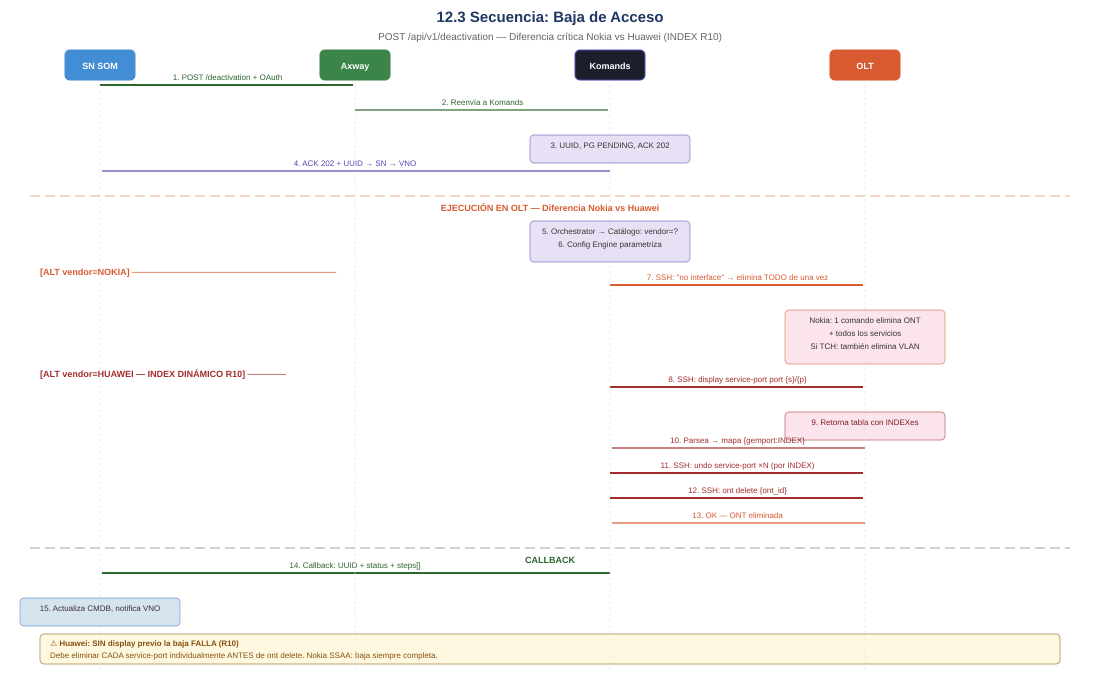 12.3 Secuencia: Baja de Acceso
POST /api/v1/deactivation — Diferencia crítica Nokia vs Huawei (INDEX R10)
SN SOM
Axway
Komands
OLT
1. POST /deactivation + OAuth
2. Reenvía a Komands
3. UUID, PG PENDING, ACK 202
4. ACK 202 + UUID → SN → VNO
EJECUCIÓN EN OLT — Diferencia Nokia vs Huawei
5. Orchestrator → Catálogo: vendor=?
6. Config Engine parametriza
[ALT vendor=NOKIA] ────────────────────
7. SSH: "no interface" → elimina TODO de una vez
Nokia: 1 comando elimina ONT
+ todos los servicios
Si TCH: también elimina VLAN
[ALT vendor=HUAWEI — INDEX DINÁMICO R10] ────
8. SSH: display service-port port {s}/{p}
9. Retorna tabla con INDEXes
10. Parsea → mapa {gemport:INDEX}
11. SSH: undo service-port ×N (por INDEX)
12. SSH: ont delete {ont_id}
13. OK — ONT eliminada
CALLBACK
14. Callback: UUID + status + steps[]
15. Actualiza CMDB, notifica VNO
⚠ Huawei: SIN display previo la baja FALLA (R10)
Debe eliminar CADA service-port individualmente ANTES de ont delete. Nokia SSAA: baja siempre completa.